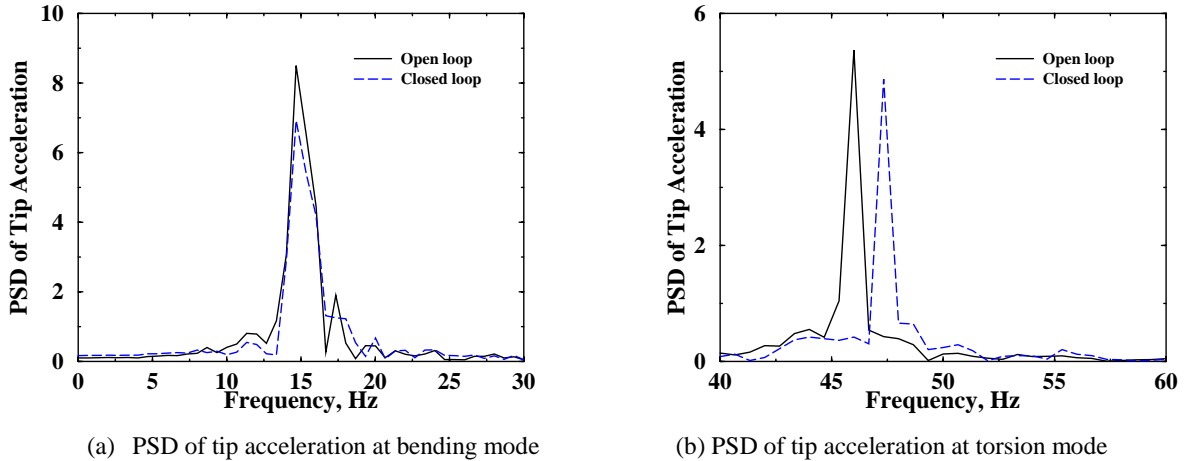 10
8
6
4
2
0
PSD of Tip Acceleration
Open loop
Closed loop
0 5 10 15 20 25 30
Frequency, Hz
(a) PSD of tip acceleration at bending mode
6
4
2
0
PSD of Tip Acceleration
Open loop
Closed loop
40 45 50 55 60
Frequency, Hz
(b) PSD of tip acceleration at torsion mode